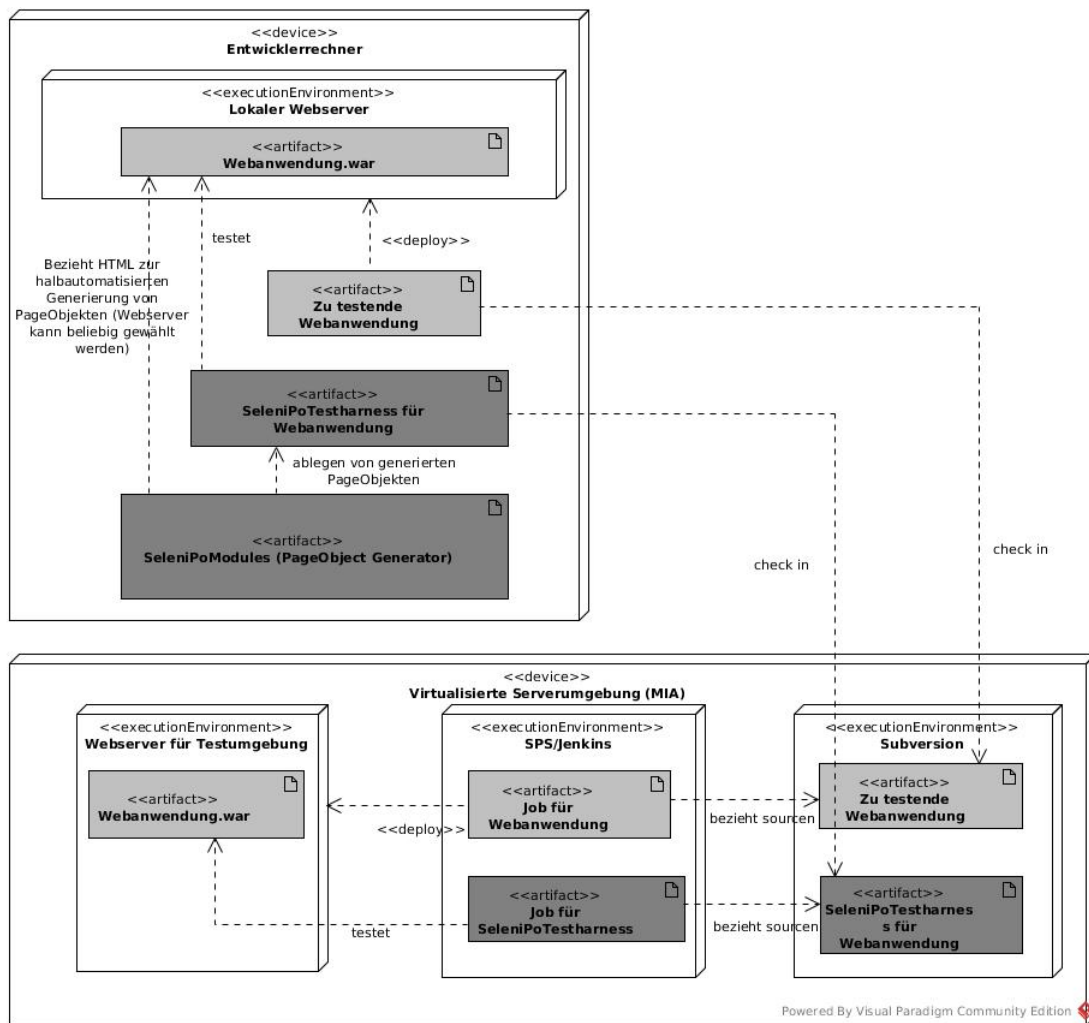 <<device>>
Entwicklerrechner
<<executionEnvironment>>
Lokaler Webserver
<<artifact>>
Webanwendung.war
testet
<<deploy>>
Bezieht HTML zur
halbautomatisierten
Generierung von
PageObjekten (Webserver
kann beliebig gewählt
werden)
<<artifact>>
Zu testende
Webanwendung
<<artifact>>
SeleniPoTestharness für
Webanwendung
ablegen von generierten
PageObjekten
<<artifact>>
SeleniPoModules (PageObject Generator)
check in
check in
<<device>>
Virtualisierte Serverumgebung (MIA)
<<executionEnvironment>>
Webserver für Testumgebung
<<artifact>>
Webanwendung.war
<<executionEnvironment>>
SPS/Jenkins
<<artifact>>
Job für
Webanwendung
<<deploy>>
bezieht sourcen
<<artifact>>
Job für
SeleniPoTestharness
testet
bezieht sourcen
<<executionEnvironment>>
Subversion
<<artifact>>
Zu testende
Webanwendung
<<artifact>>
SeleniPoTestharnes
s für
Webanwendung
Powered By Visual Paradigm Community Edition